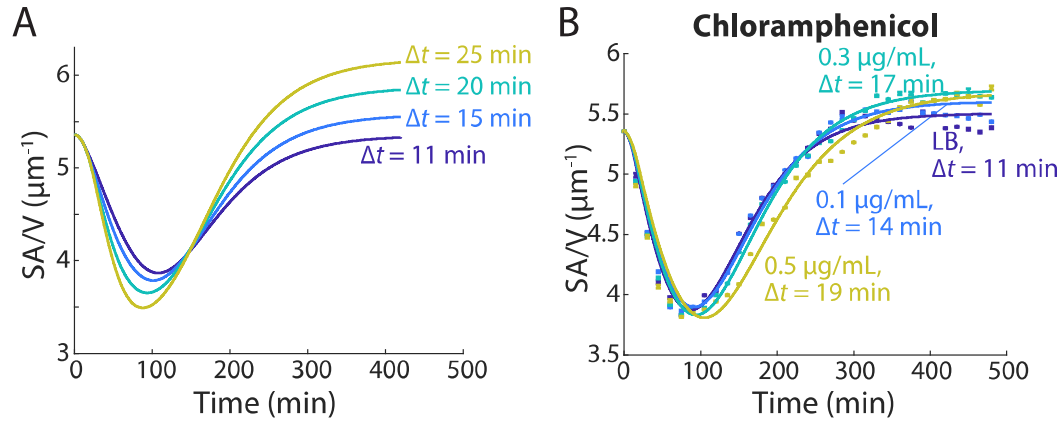 A
SA/V (µm⁻¹)
6
5
4
3
0
100
200
300
400
500
Time (min)
Δt = 25 min
Δt = 20 min
Δt = 15 min
Δt = 11 min
B
Chloramphenicol
SA/V (µm⁻¹)
6
5.5
5
4.5
4
3.5
0
100
200
300
400
500
Time (min)
0.3 µg/mL,
Δt = 17 min
LB,
Δt = 11 min
0.1 µg/mL,
Δt = 14 min
0.5 µg/mL,
Δt = 19 min